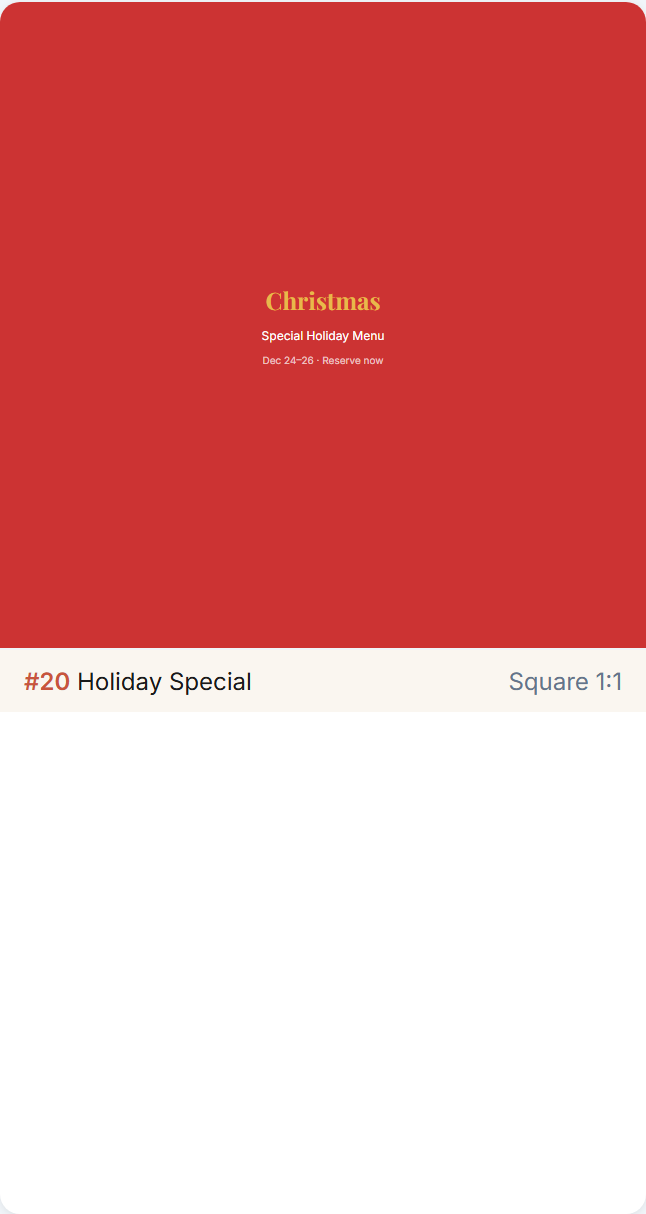 Christmas
Special Holiday Menu
Dec 24–26 · Reserve now
#20 Holiday Special
Square 1:1